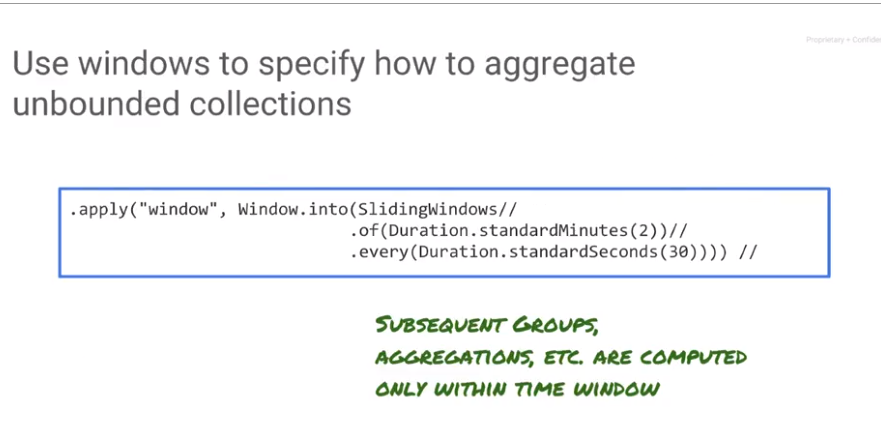 Proprietary + Confide
Use windows to specify how to aggregate
unbounded collections
.apply("window", Window.into(SlidingWindows//
.of(Duration.standardMinutes(2))//
.every(Duration.standardSeconds(30)))) //
SUBSEQUENT GROUPS,
AGGREGATIONS, ETC. ARE COMPUTED
ONLY WITHIN TIME WINDOW